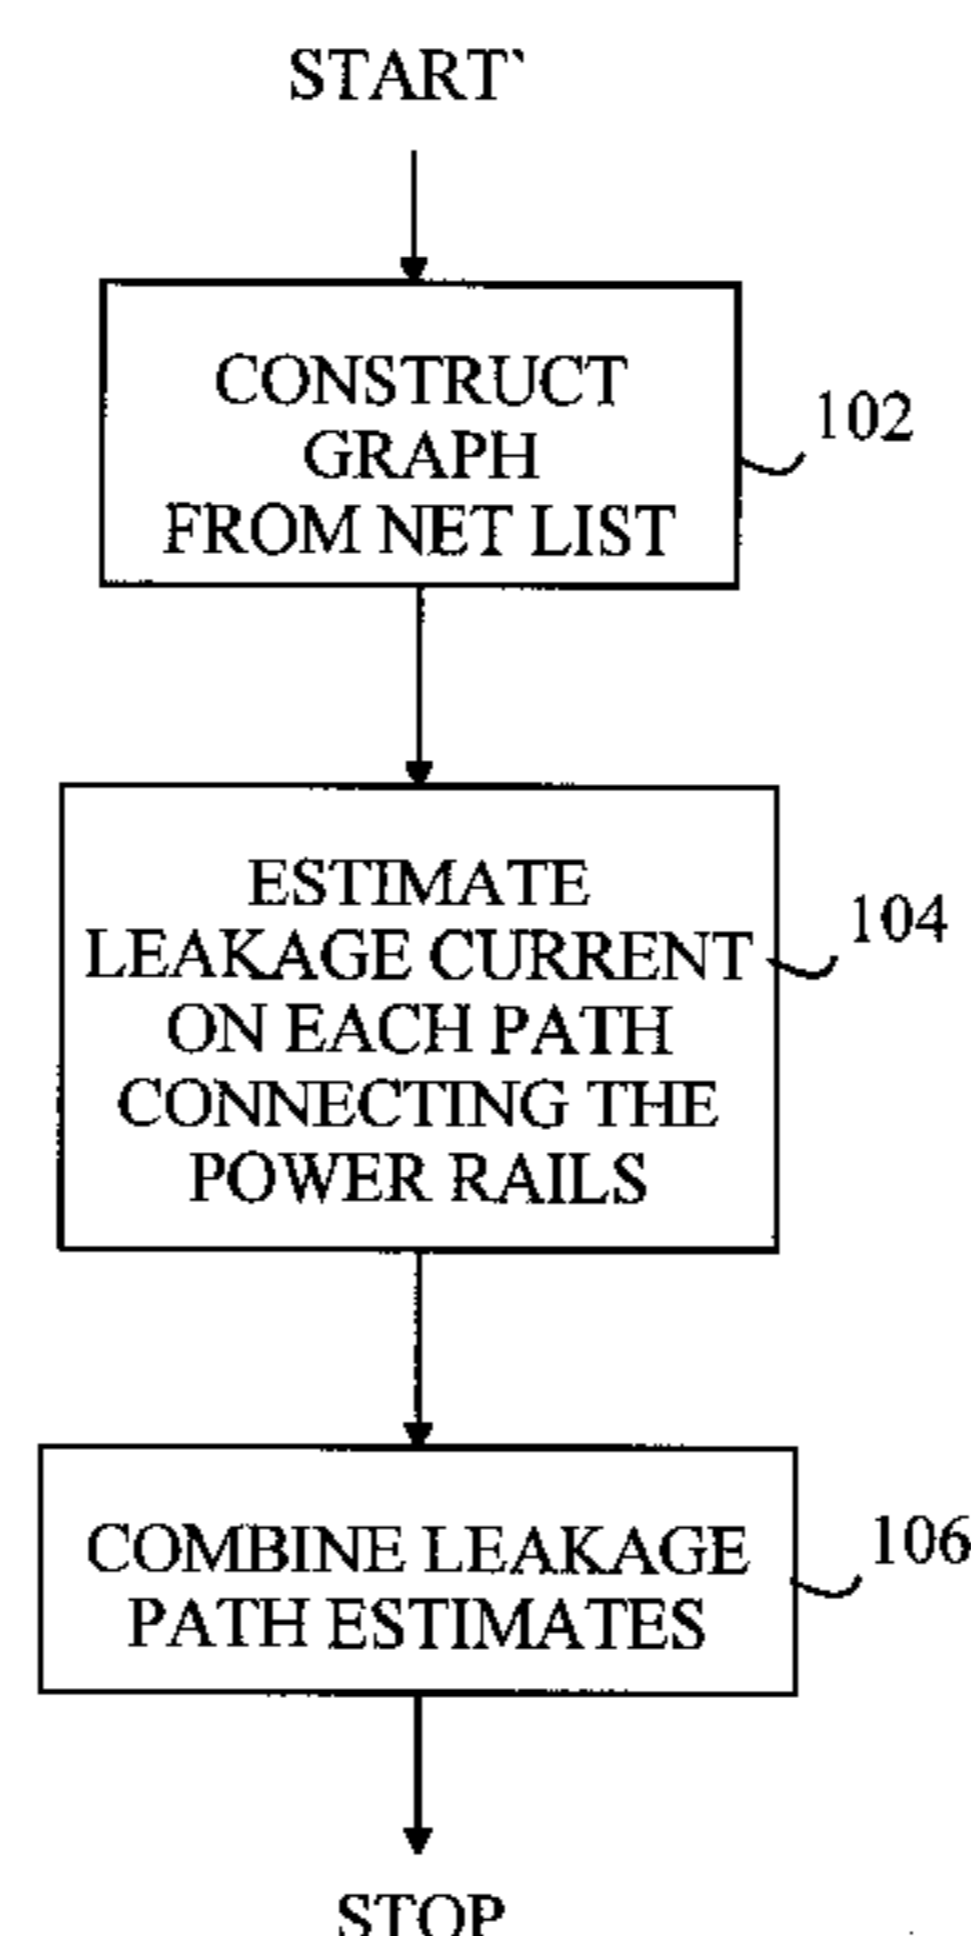 START`
CONSTRUCT
GRAPH
FROM NET LIST
102
ESTIMATE
LEAKAGE CURRENT
ON EACH PATH
CONNECTING THE
POWER RAILS
104
COMBINE LEAKAGE
PATH ESTIMATES
106
STOP